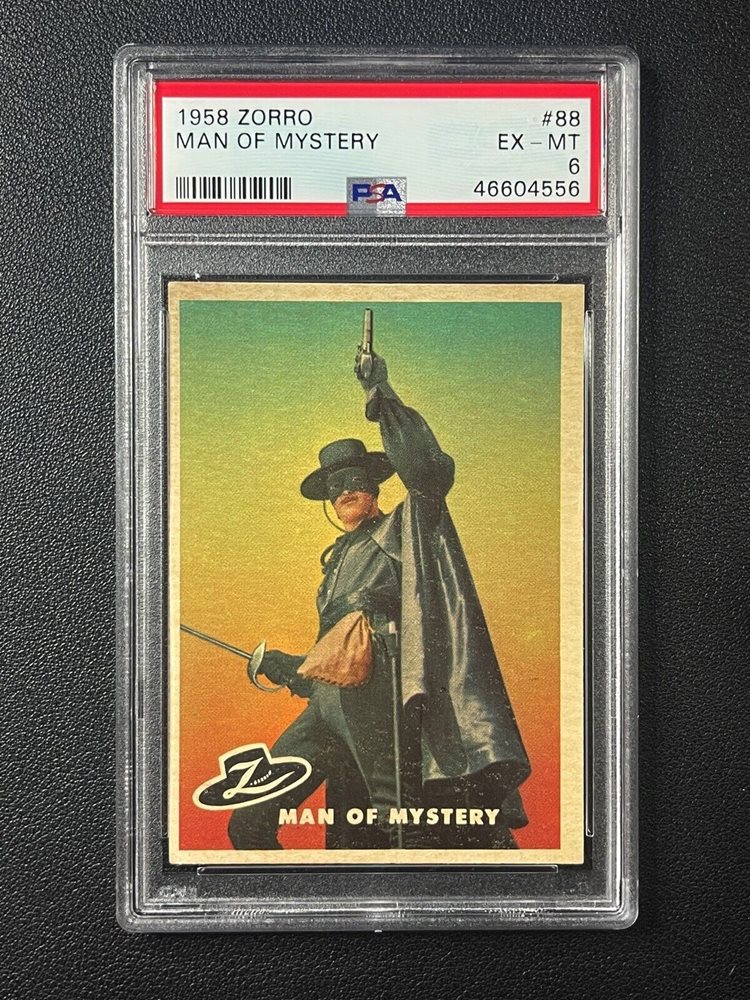 1958 ZORRO #88
MAN OF MYSTERY EX - MT
6
PSA 46604556
Z
MAN OF MYSTERY